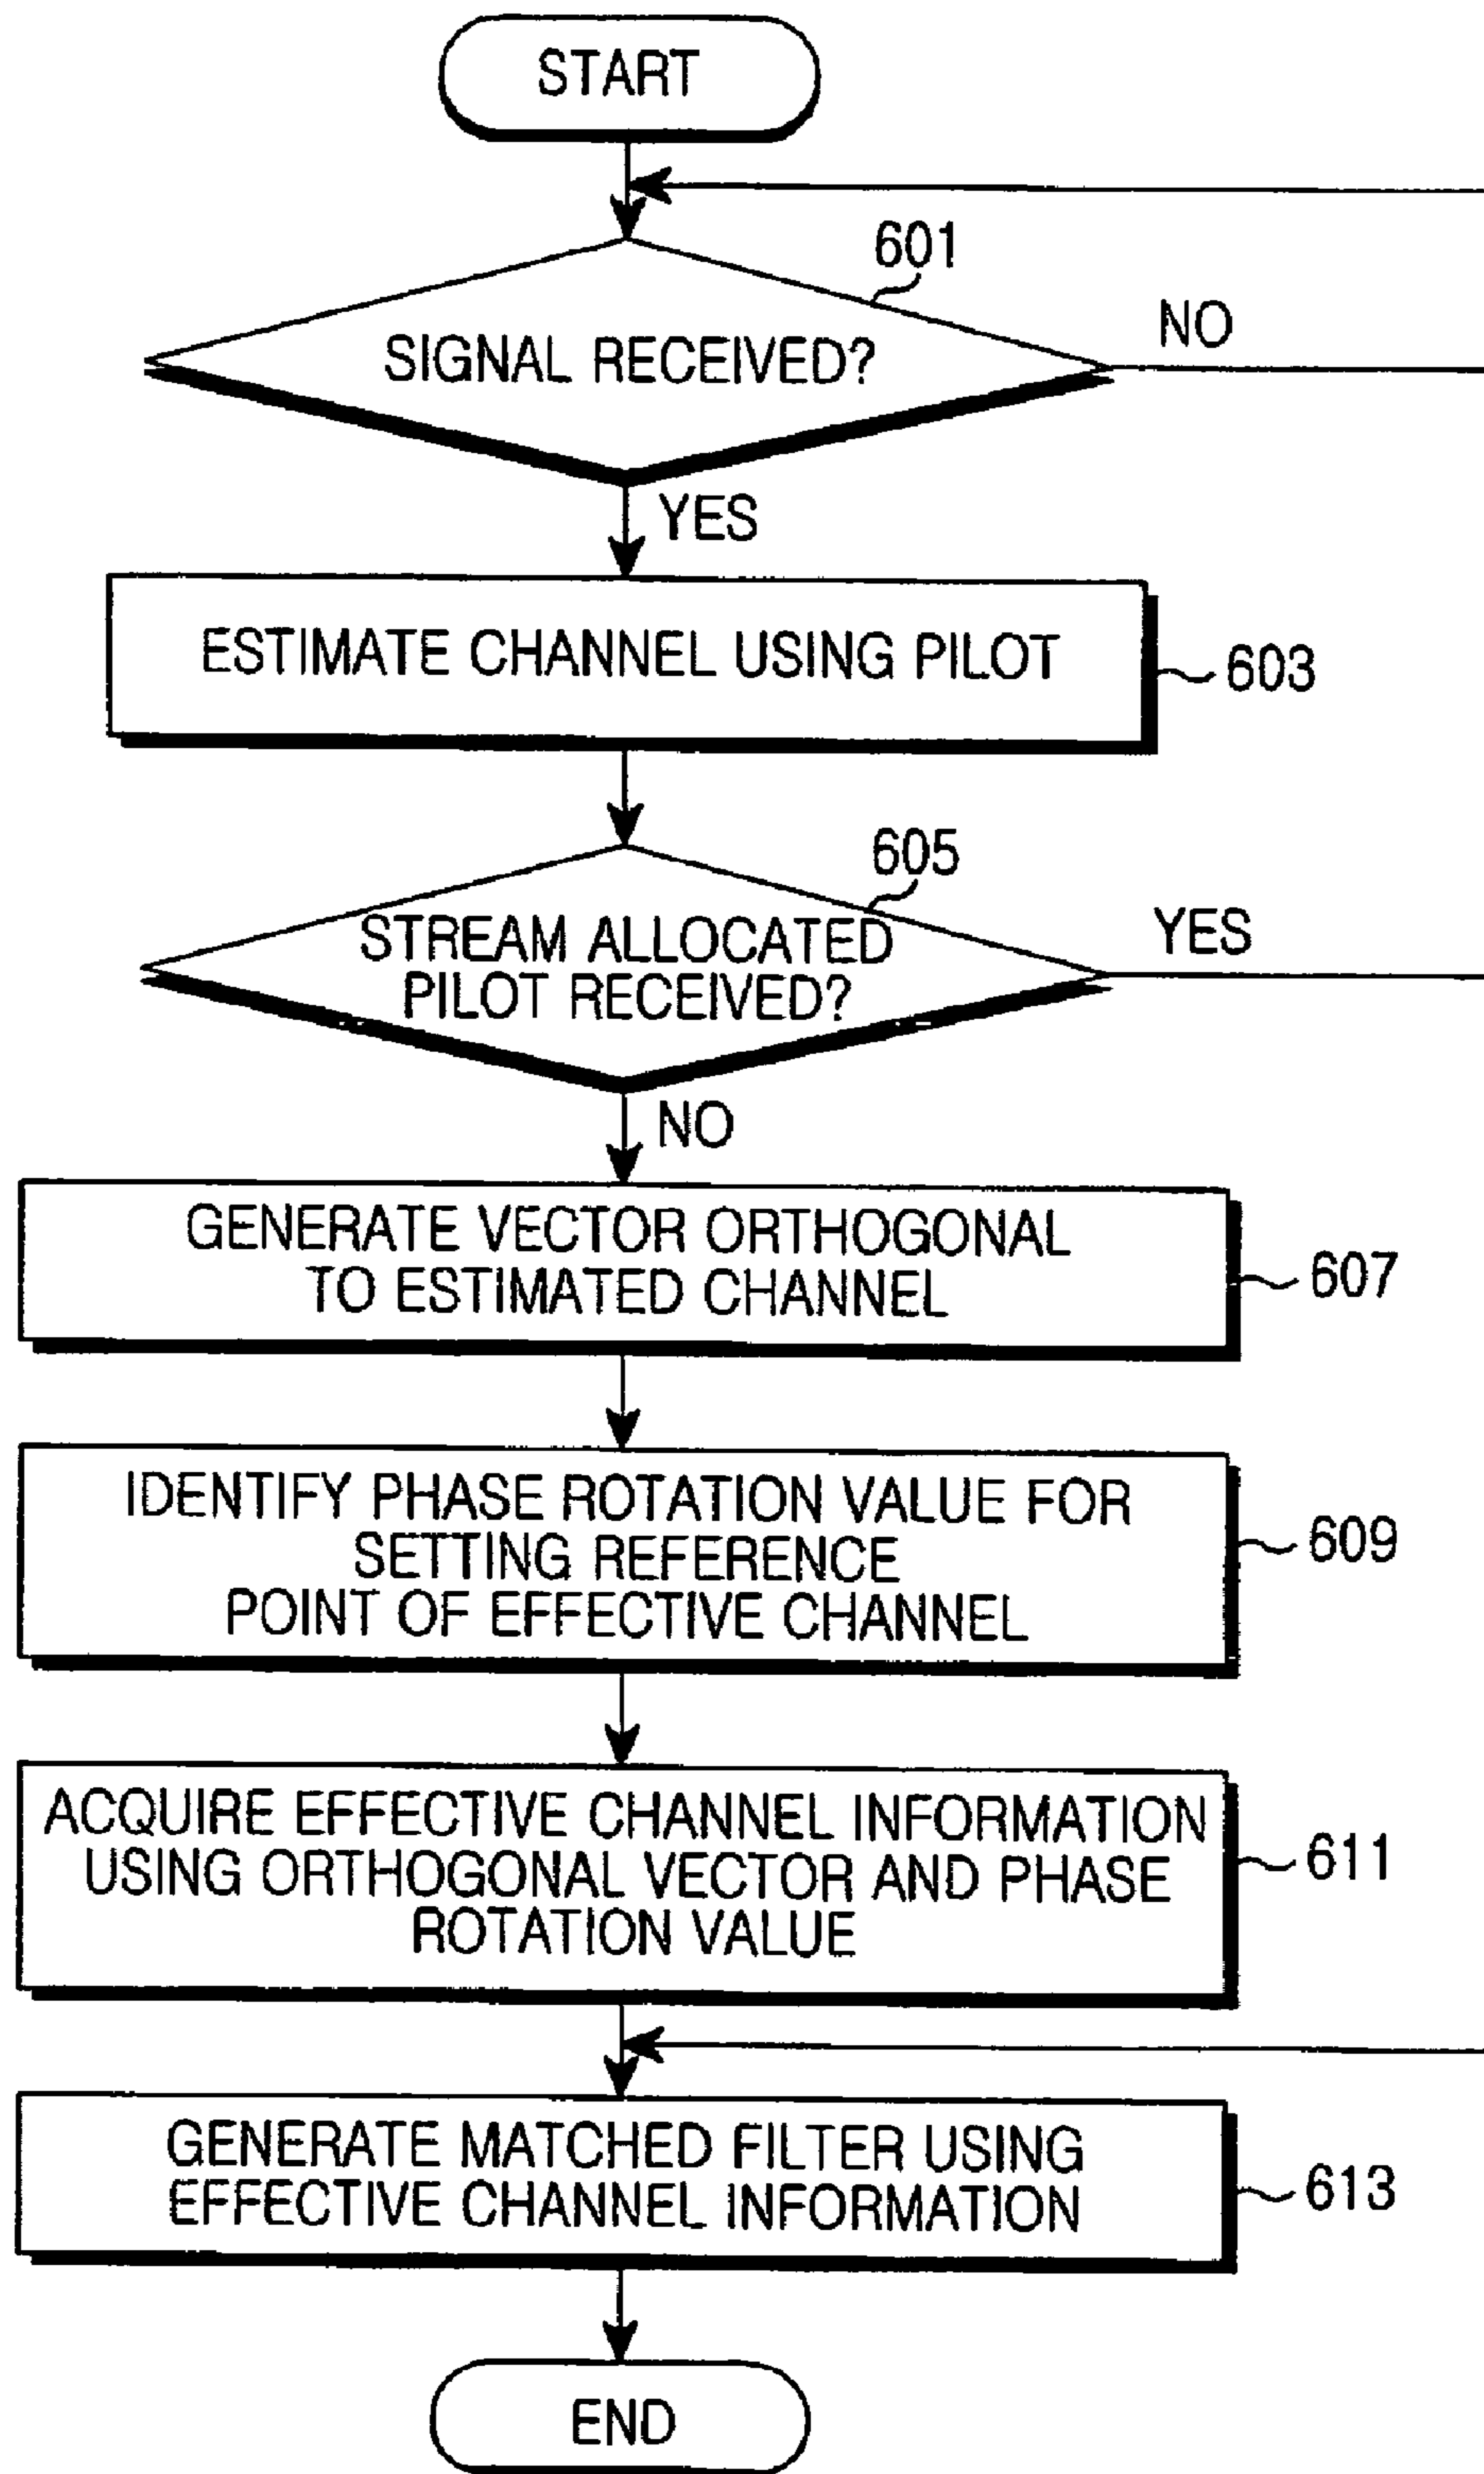 START
601
SIGNAL RECEIVED?
NO
YES
ESTIMATE CHANNEL USING PILOT
603
605
STREAM ALLOCATED
PILOT RECEIVED?
YES
NO
GENERATE VECTOR ORTHOGONAL
TO ESTIMATED CHANNEL
607
IDENTIFY PHASE ROTATION VALUE FOR
SETTING REFERENCE
POINT OF EFFECTIVE CHANNEL
609
ACQUIRE EFFECTIVE CHANNEL INFORMATION
USING ORTHOGONAL VECTOR AND PHASE
ROTATION VALUE
611
GENERATE MATCHED FILTER USING
EFFECTIVE CHANNEL INFORMATION
613
END